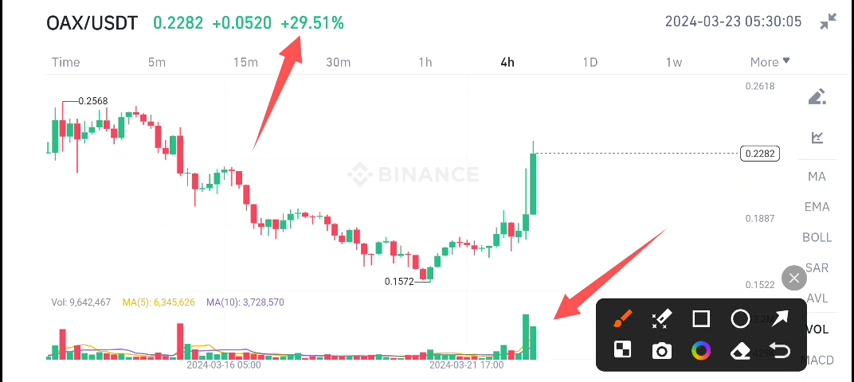 OAX/USDT 0.2282 +0.0520 +29.51% 2024-03-23 05:30:05
Time 5m 15m 30m 1h 4h 1D 1w More
0.2618
0.2568
BINANCE
0.2282
MA
EMA
0.1887
BOLL
SAR
0.1572
0.1522
AVL
Vol: 9,642,467 MA(5): 6,345,626 MA(10): 3,728,570
VOL
MACD
2024-03-16 05:00 2024-03-21 17:00